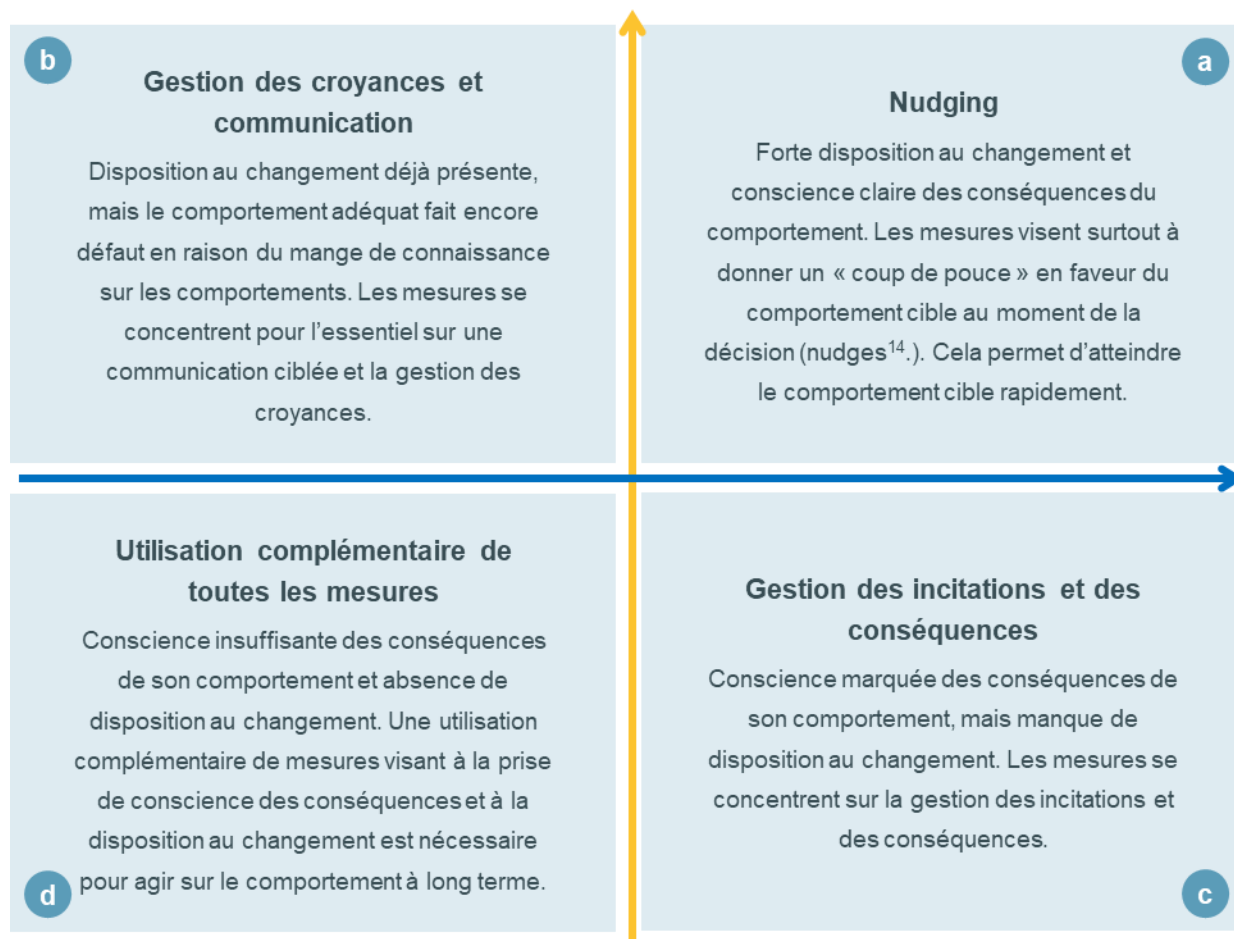 b
Gestion des croyances et
communication
Disposition au changement déjà présente,
mais le comportement adéquat fait encore
défaut en raison du mange de connaissance
sur les comportements. Les mesures se
concentrent pour l’essentiel sur une
communication ciblée et la gestion des
croyances.
a
Nudging
Forte disposition au changement et
conscience claire des conséquences du
comportement. Les mesures visent surtout à
donner un « coup de pouce » en faveur du
comportement cible au moment de la
décision (nudges¹⁴.). Cela permet d’atteindre
le comportement cible rapidement.
Utilisation complémentaire de
toutes les mesures
Conscience insuffisante des conséquences
de son comportement et absence de
disposition au changement. Une utilisation
complémentaire de mesures visant à la prise
de conscience des conséquences et à la
disposition au changement est nécessaire
pour agir sur le comportement à long terme.
d
Gestion des incitations et des
conséquences
Conscience marquée des conséquences de
son comportement, mais manque de
disposition au changement. Les mesures se
concentrent sur la gestion des incitations et
des conséquences.
c